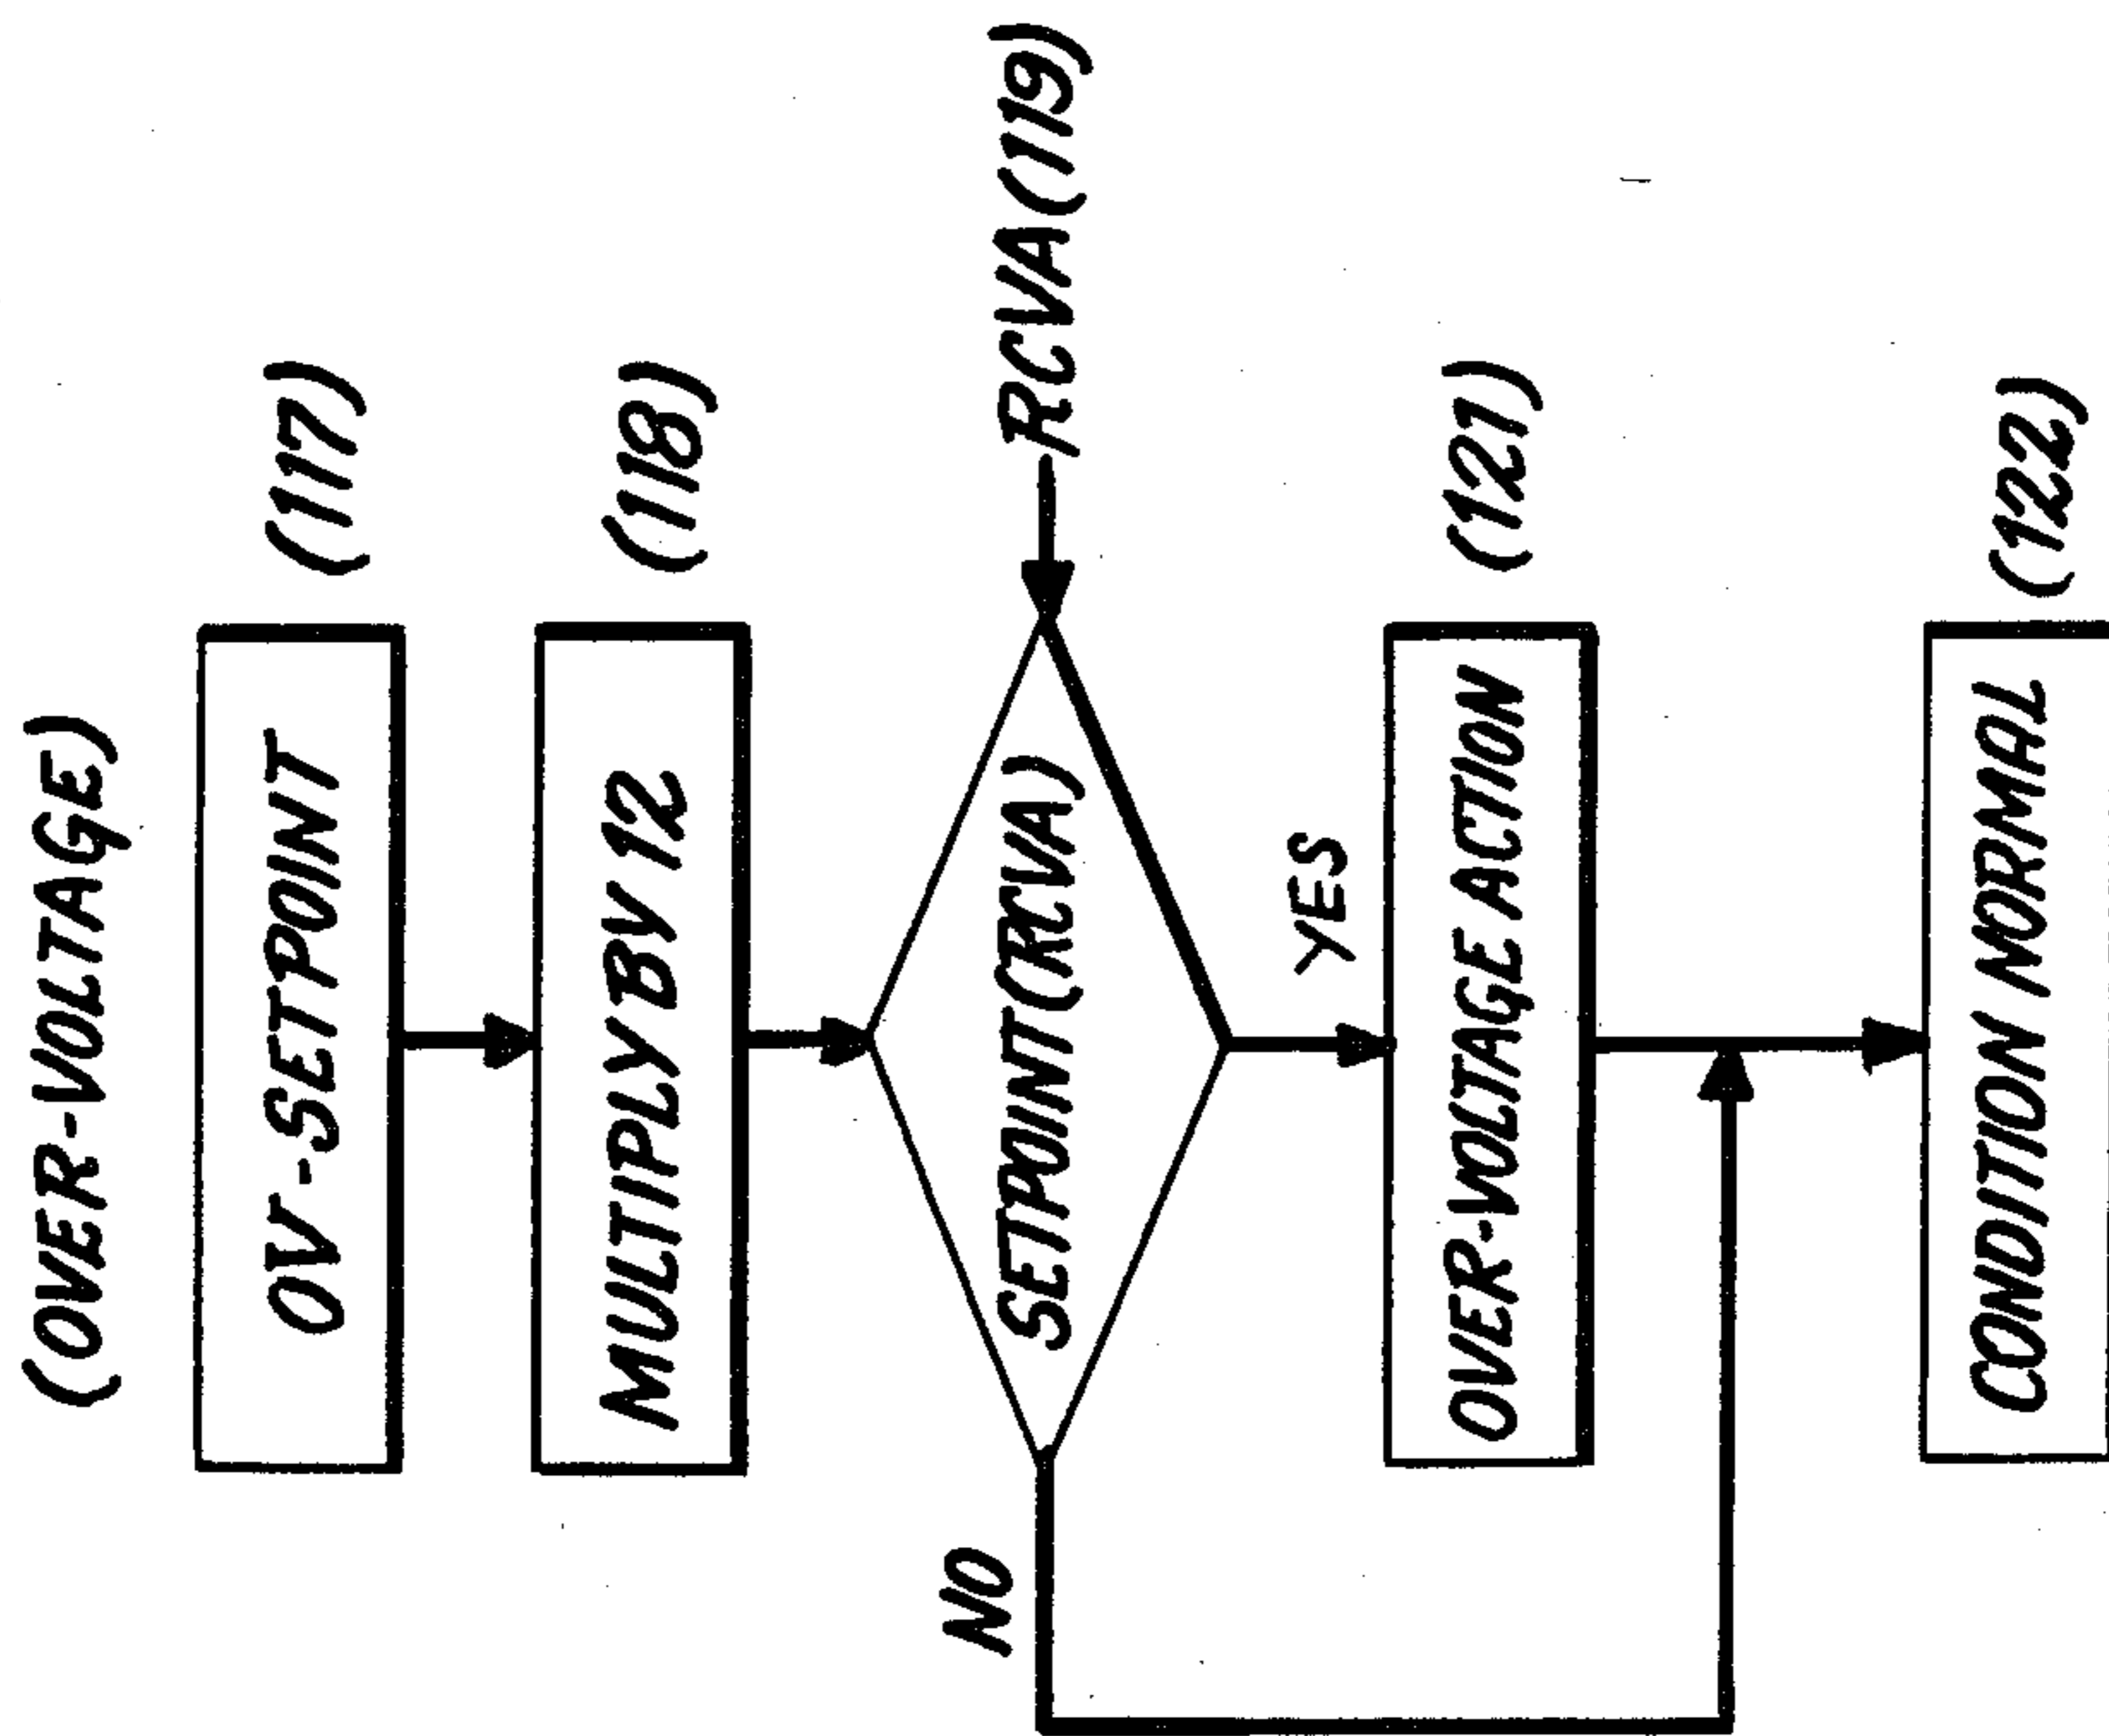 (OVER-VOLTAGE)
OV-SETPOINT (117)
MULTIPLY BY 12 (118)
SETPOINT(RCVA) RCVA(119)
NO
YES
OVER-VOLTAGE ACTION (121)
CONDITION NORMAL (122)